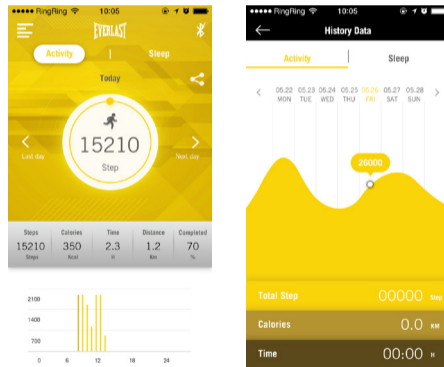 RingRing 10:05
EVERLAST
Activity | Sleep
Today
15210
Step
Last day
Next day
Steps Calories Time Distance Completed
15210 350 2.3 1.2 70
Steps Kcal H Km %
2100
1400
700
0 6 12 18 24
RingRing 10:05
History Data
Activity | Sleep
05.22 05.23 05.24 05.25 05.26 05.27 05.28
MON TUE WED THU FRI SAT SUN
26000
Total Step 00000 Step
Calories 0.0 KM
Time 00:00 H